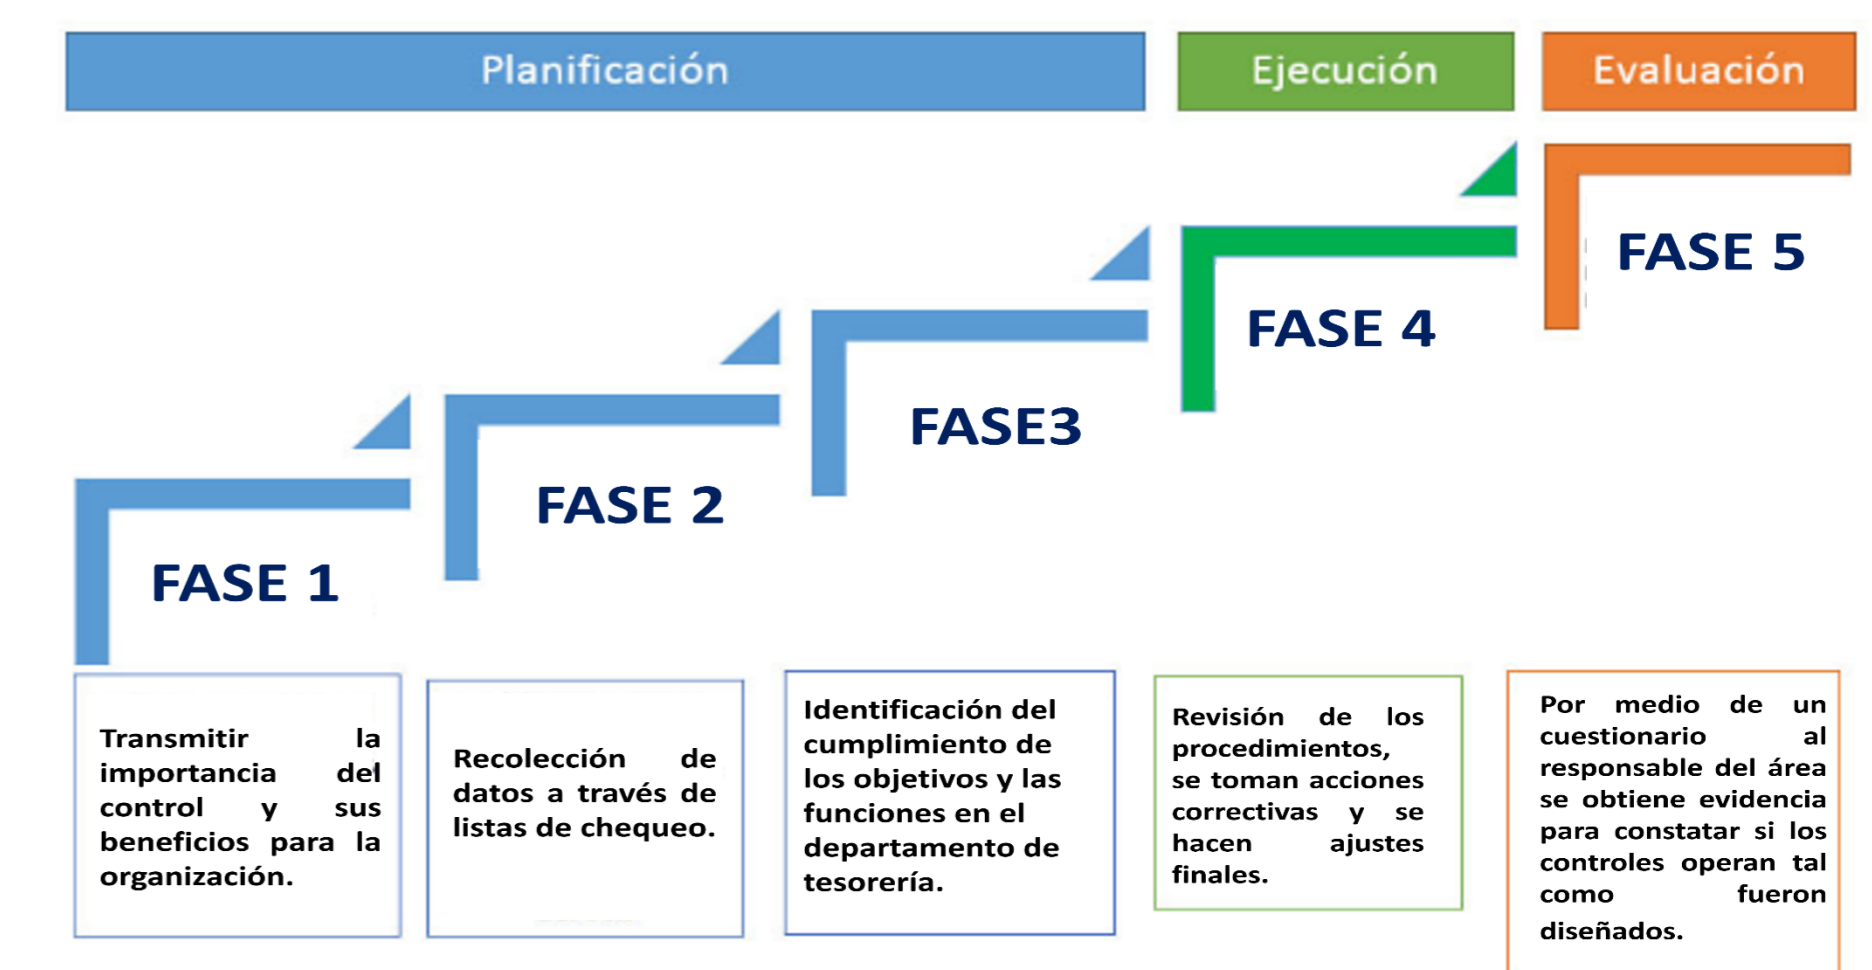 Planificación
Ejecución
Evaluación
FASE 5
FASE 4
FASE3
FASE 2
FASE 1
Transmitir la
importancia del
control y sus
beneficios para la
organización.
Recolección de
datos a través de
listas de chequeo.
Identificación del
cumplimiento de
los objetivos y las
funciones en el
departamento de
tesorería.
Revisión de los
procedimientos,
se toman acciones
correctivas y se
hacen ajustes
finales.
Por medio de un
cuestionario al
responsable del área
se obtiene evidencia
para constatar si los
controles operan tal
como fueron
diseñados.